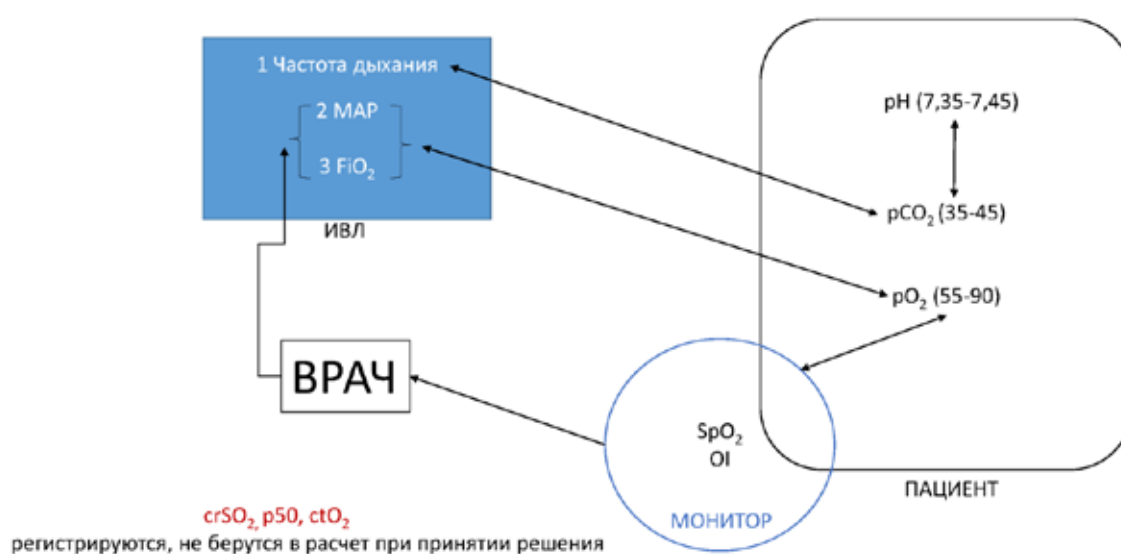 1 Частота дыхания
2 MAP
3 FiO₂
ИВЛ
pH (7,35-7,45)
pCO₂ (35-45)
pO₂ (55-90)
ВРАЧ
SpO₂
OI
МОНИТОР
ПАЦИЕНТ
crSO₂, p50, ctO₂
регистрируются, не берутся в расчет при принятии решения